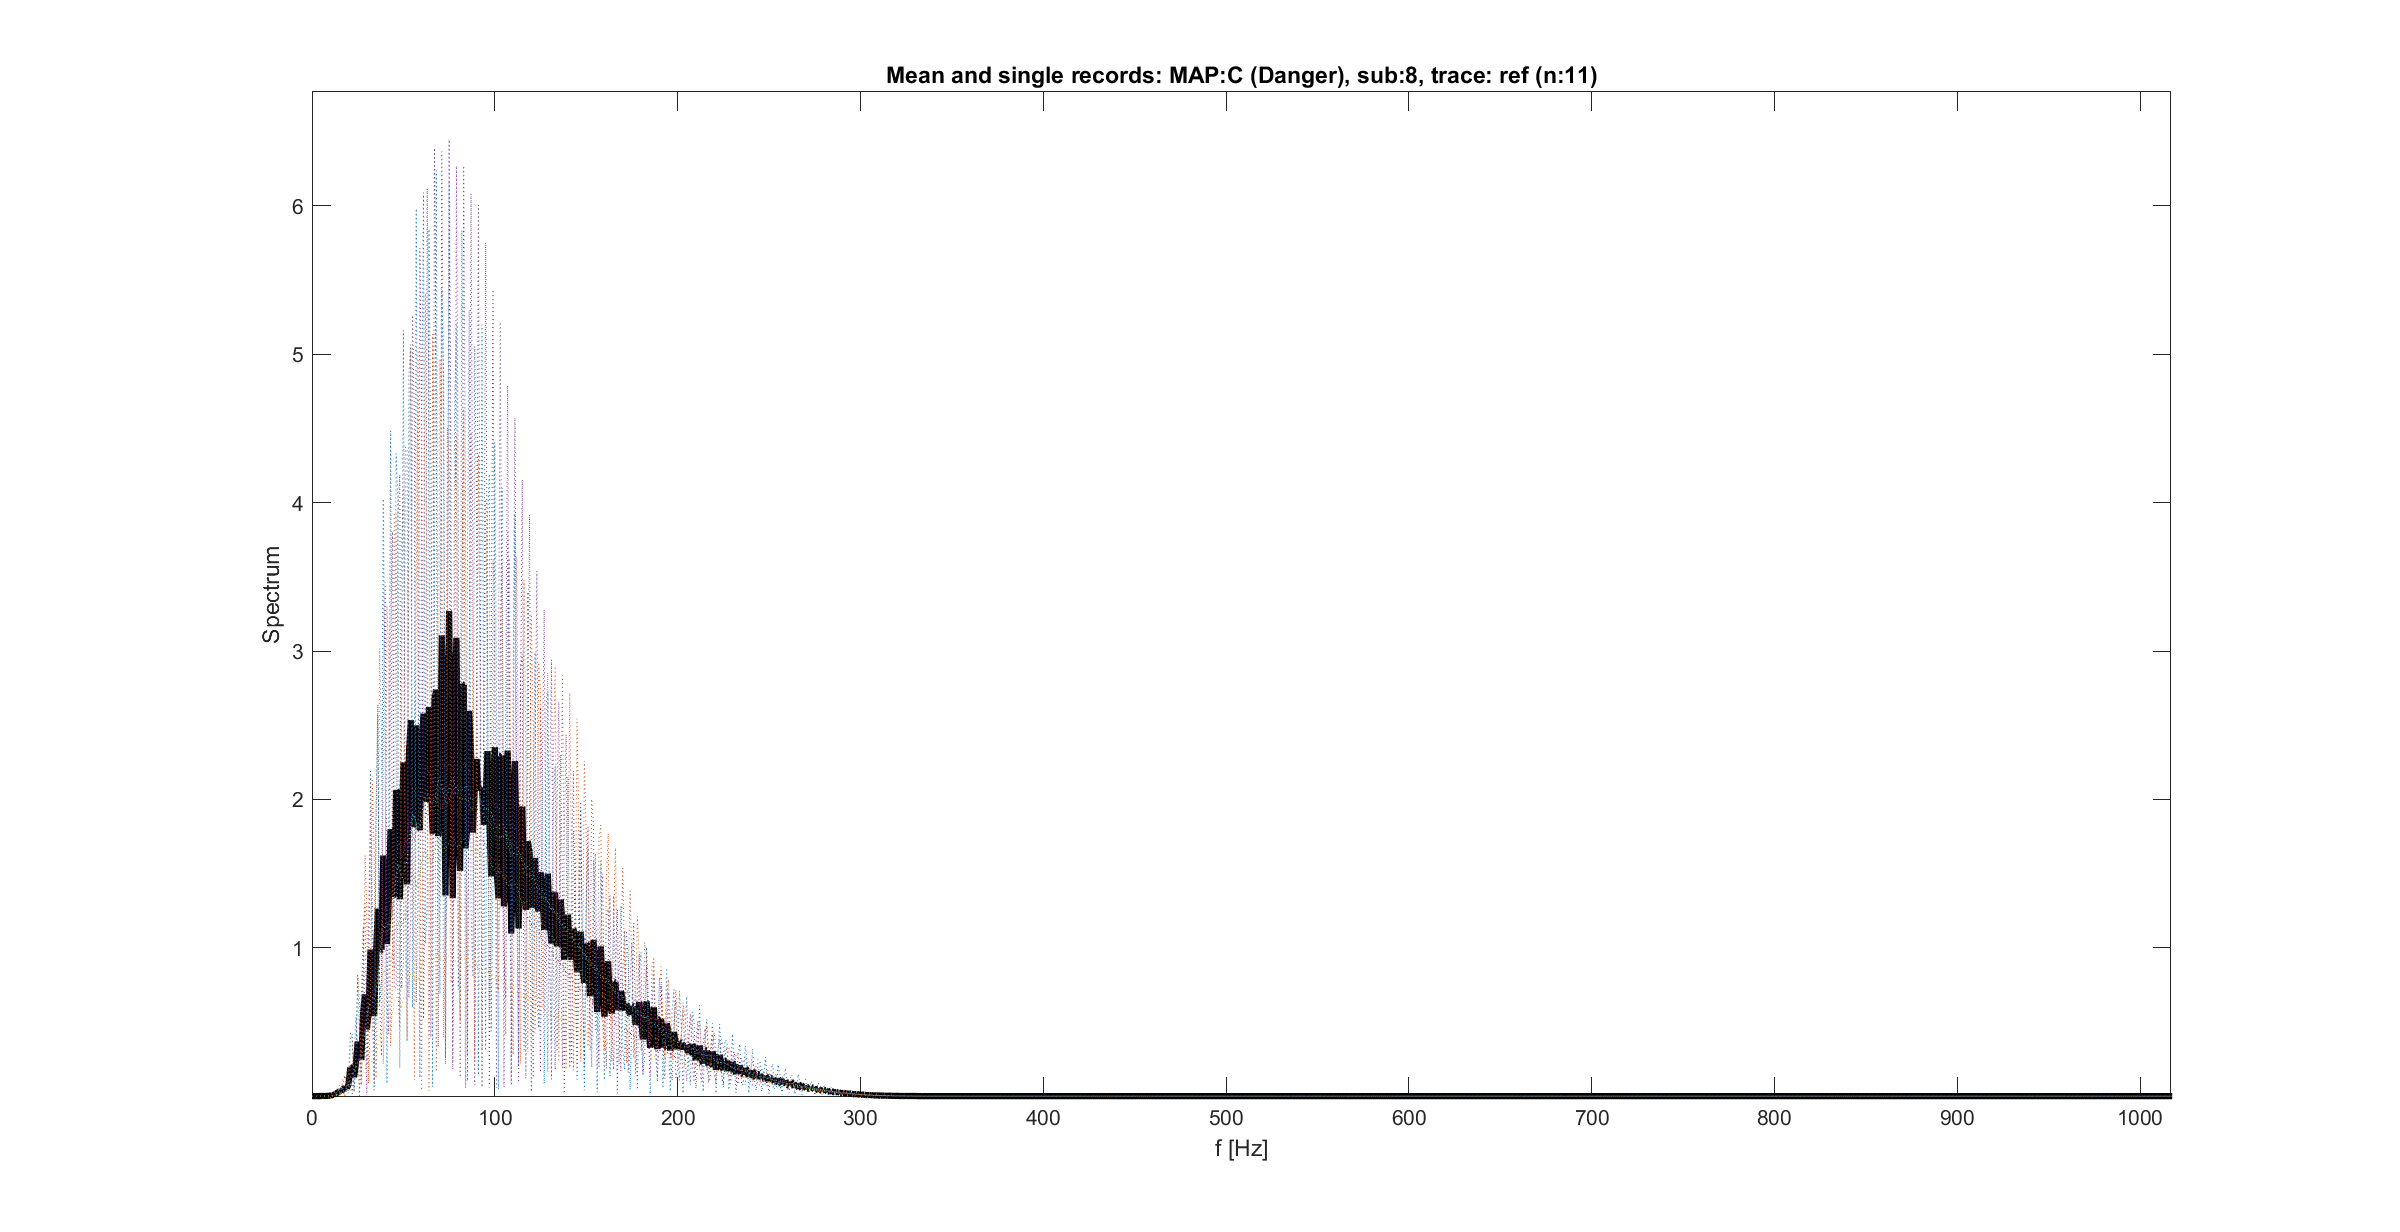 Mean and single records: MAP:C (Danger), sub:8, trace: ref (n:11)
6
5
4
3
2
1
Spectrum
0 100 200 300 400 500 600 700 800 900 1000
f [Hz]